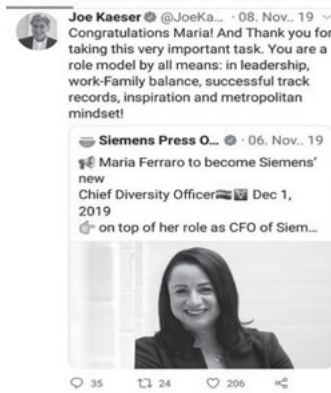 Joe Kaeser @JoeKa... · 08. Nov.. 19
Congratulations Maria! And Thank you for
taking this very important task. You are a
role model by all means: in leadership,
work-Family balance, successful track
records, inspiration and metropolitan
mindset!
Siemens Press O... · 06. Nov.. 19
Maria Ferraro to become Siemens'
new
Chief Diversity Officer Dec 1,
2019
on top of her role as CFO of Siem...
35 24 206